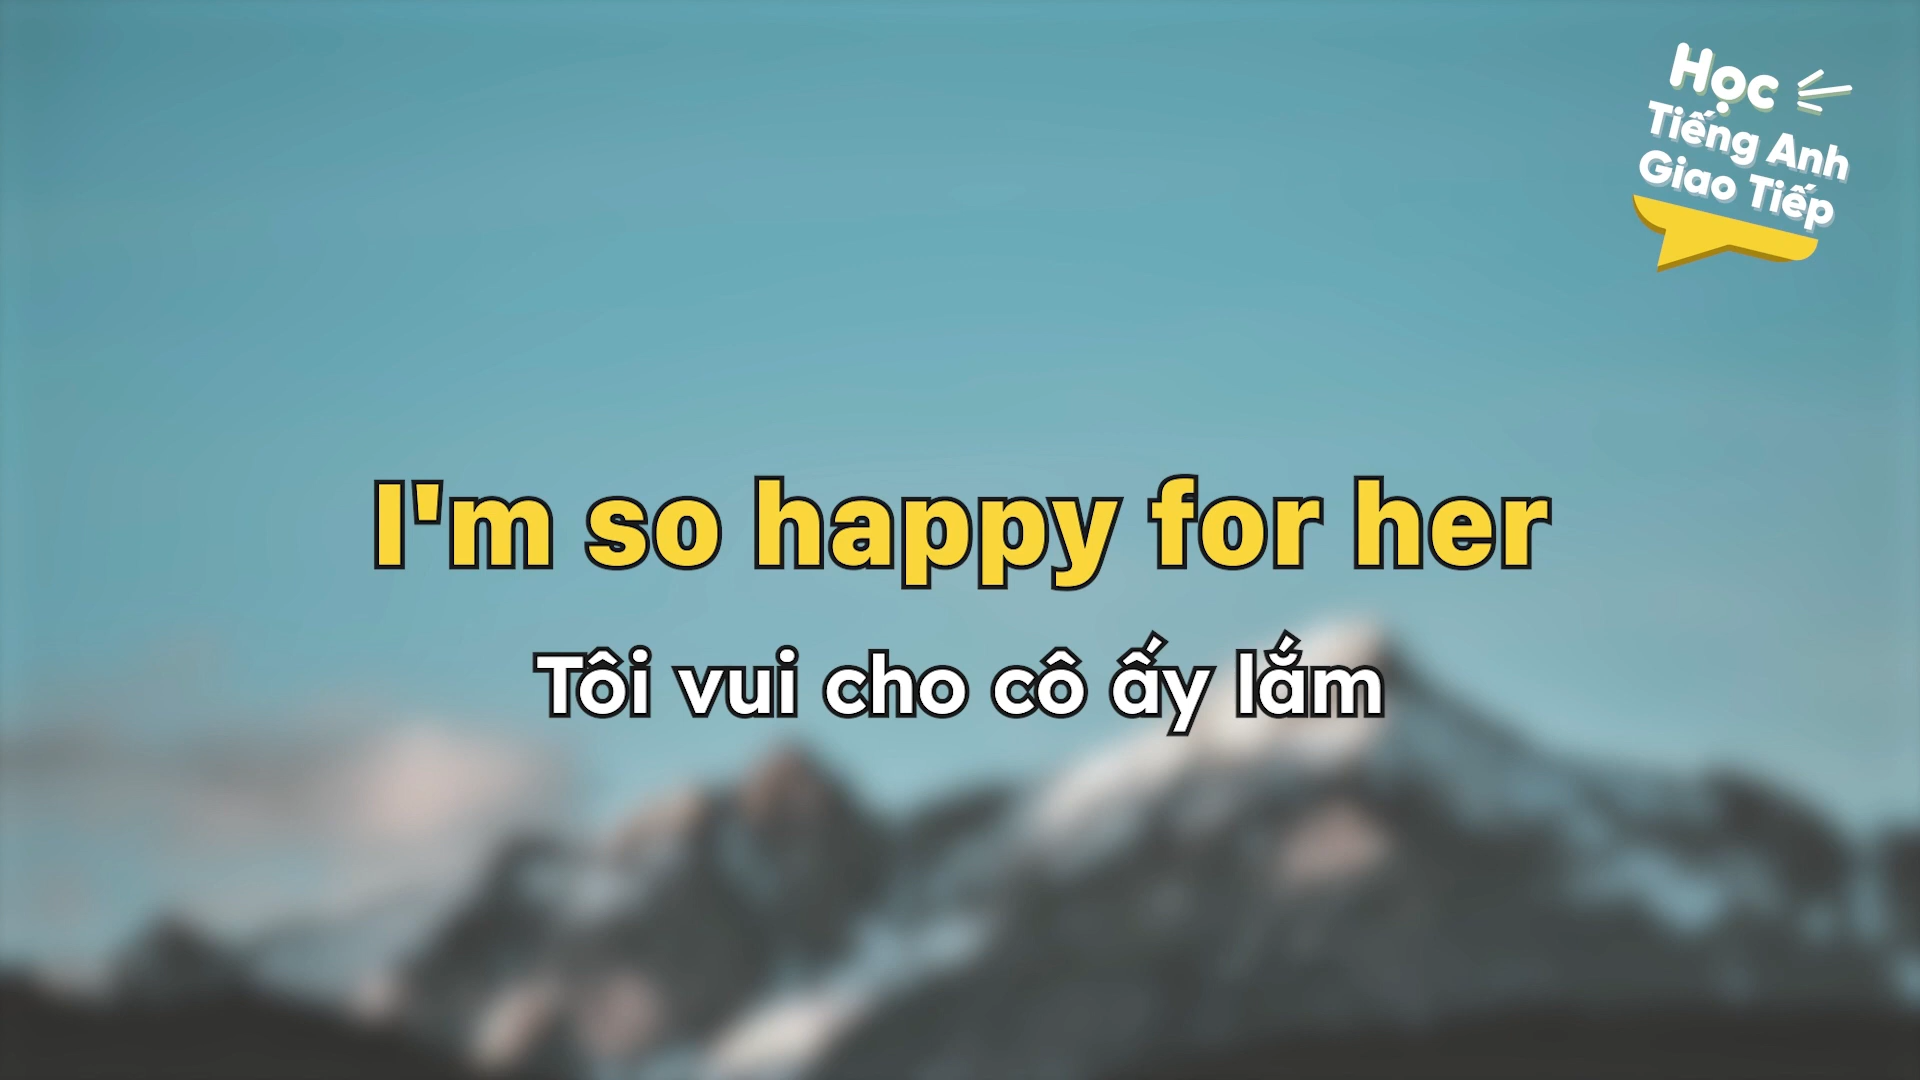 Học
Tiếng Anh
Giao Tiếp
I'm so happy for her
Tôi vui cho cô ấy lắm